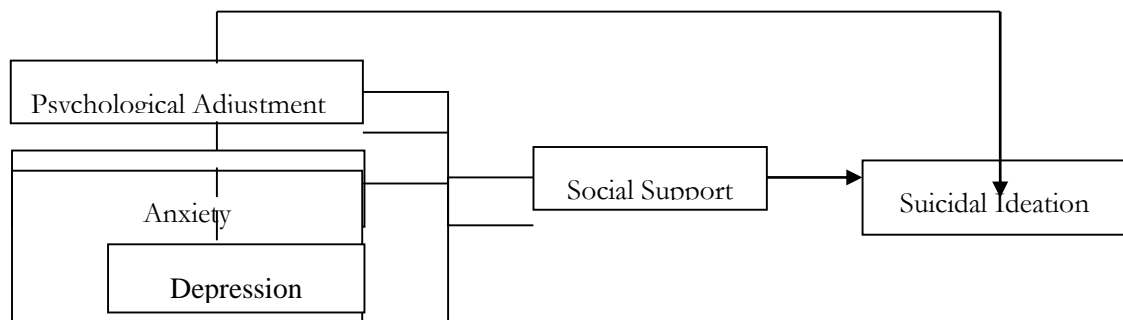 Psychological Adjustment
Social Support
Suicidal Ideation
Anxiety
Depression